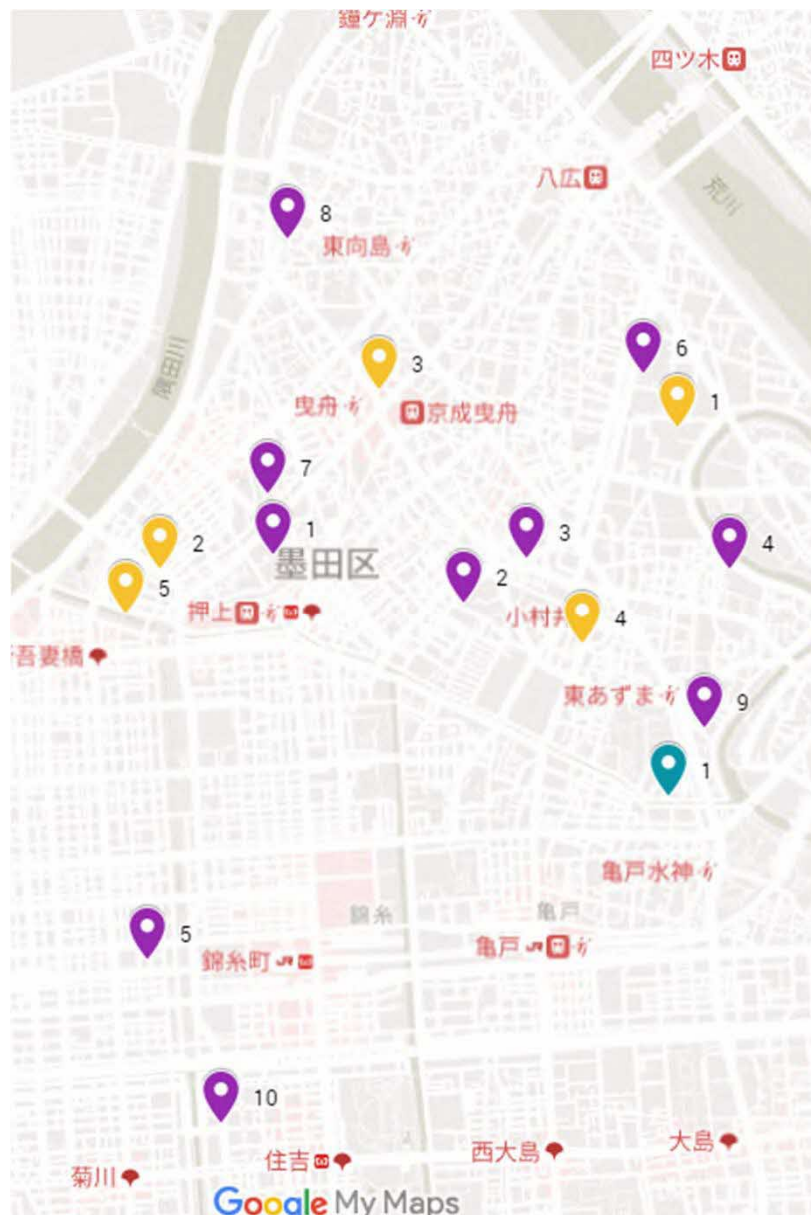 鐘ケ淵
四ツ木
八広
荒川
8
東向島
6
隅田川
3
1
曳舟
京成曳舟
7
1
3
4
2
墨田区
2
5
押上
小村井
4
吾妻橋
東あずま
9
1
亀戸水神
錦糸
亀戸
5
錦糸町 JR
亀戸 JR
10
住吉
西大島
大島
菊川
Google My Maps